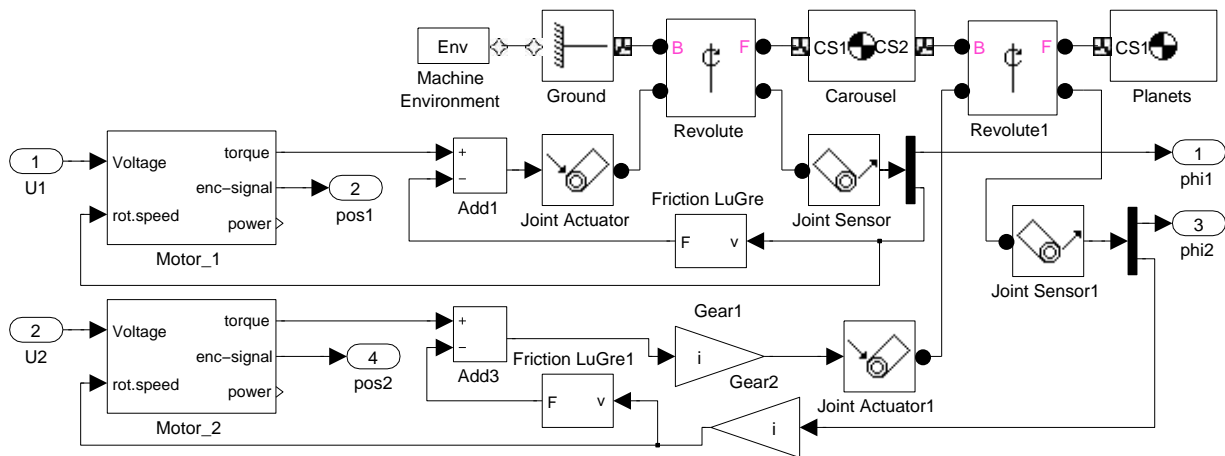 Env
Machine
Environment
Ground
B
F
Revolute
CS1
CS2
Carousel
B
F
Revolute1
CS1
Planets
1
U1
Voltage
rot.speed
torque
enc−signal
power
Motor_1
2
pos1
+
−
Add1
Joint Actuator
Friction LuGre
F
v
Joint Sensor
1
phi1
3
phi2
Joint Sensor1
2
U2
Voltage
rot.speed
torque
enc−signal
power
Motor_2
4
pos2
+
−
Add3
Friction LuGre1
F
v
Gear1
i
Gear2
i
Joint Actuator1